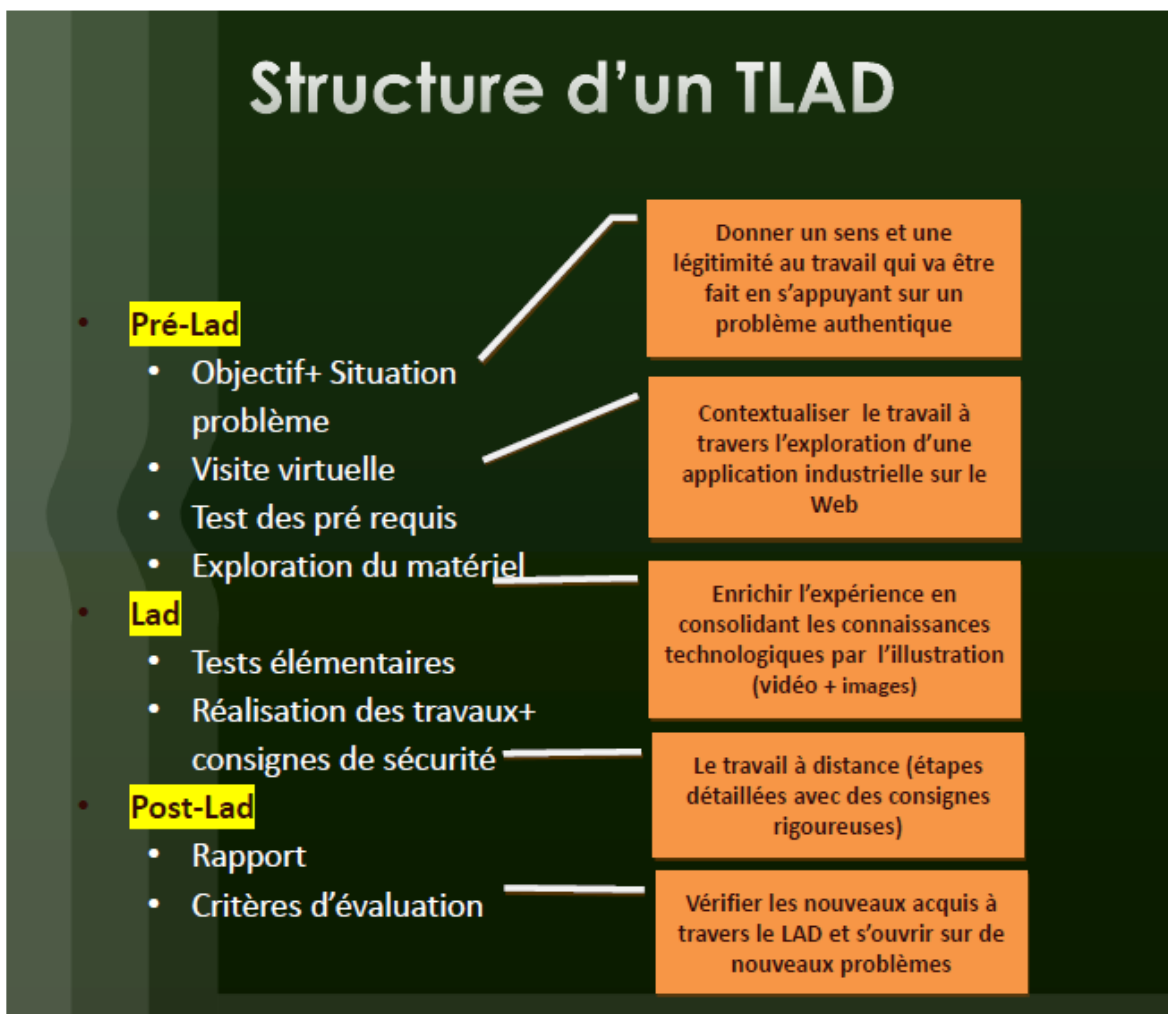 Structure d'un TLAD
• Pré-Lad
• Objectif+ Situation
problème
• Visite virtuelle
• Test des pré requis
• Exploration du matériel
• Lad
• Tests élémentaires
• Réalisation des travaux+
consignes de sécurité
• Post-Lad
• Rapport
• Critères d'évaluation
Donner un sens et une
légitimité au travail qui va être
fait en s'appuyant sur un
problème authentique
Contextualiser le travail à
travers l'exploration d'une
application industrielle sur le
Web
Enrichir l'expérience en
consolidant les connaissances
technologiques par l'illustration
(vidéo + images)
Le travail à distance (étapes
détaillées avec des consignes
rigoureuses)
Vérifier les nouveaux acquis à
travers le LAD et s'ouvrir sur de
nouveaux problèmes